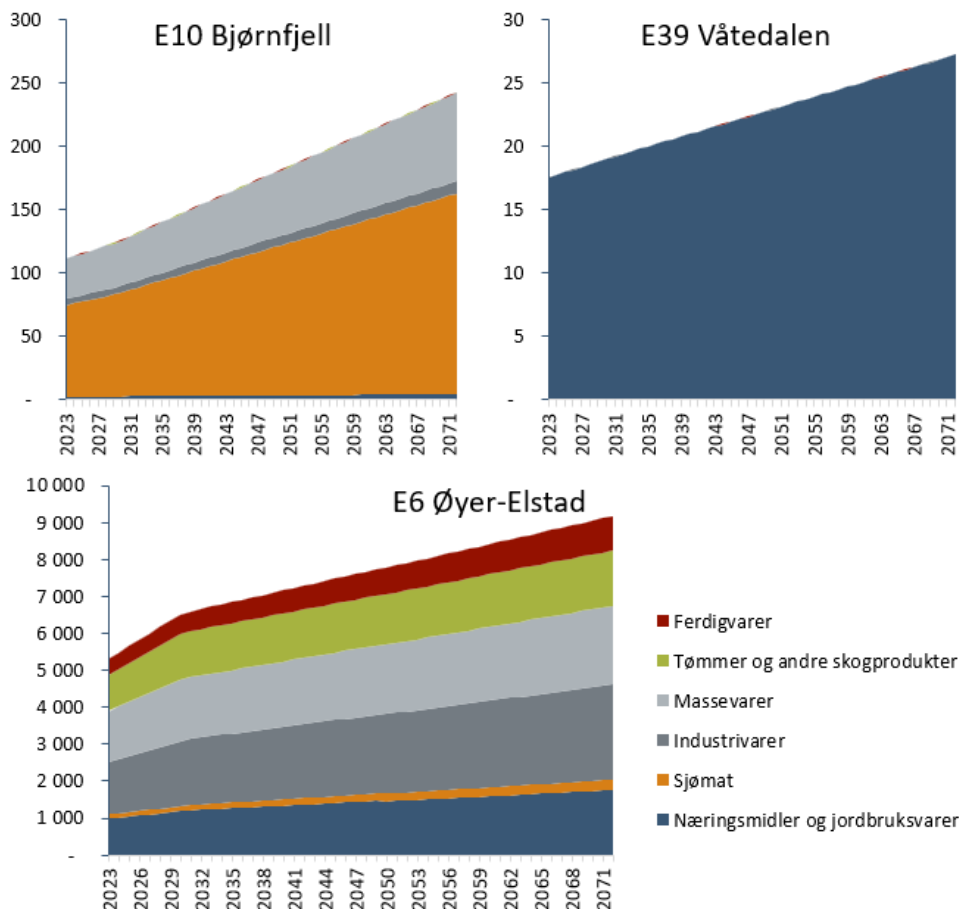 E10 Bjørnfjell
300
250
200
150
100
50
-
2023 2027 2031 2035 2039 2043 2047 2051 2055 2059 2063 2067 2071
E39 Våtedalen
30
25
20
15
10
5
-
2023 2027 2031 2035 2039 2043 2047 2051 2055 2059 2063 2067 2071
E6 Øyer-Elstad
10 000
9 000
8 000
7 000
6 000
5 000
4 000
3 000
2 000
1 000
-
2023 2026 2029 2032 2035 2038 2041 2044 2047 2050 2053 2056 2059 2062 2065 2068 2071
Ferdigvarer
Tømmer og andre skogprodukter
Massevarer
Industrivarer
Sjømat
Næringsmidler og jordbruksvarer